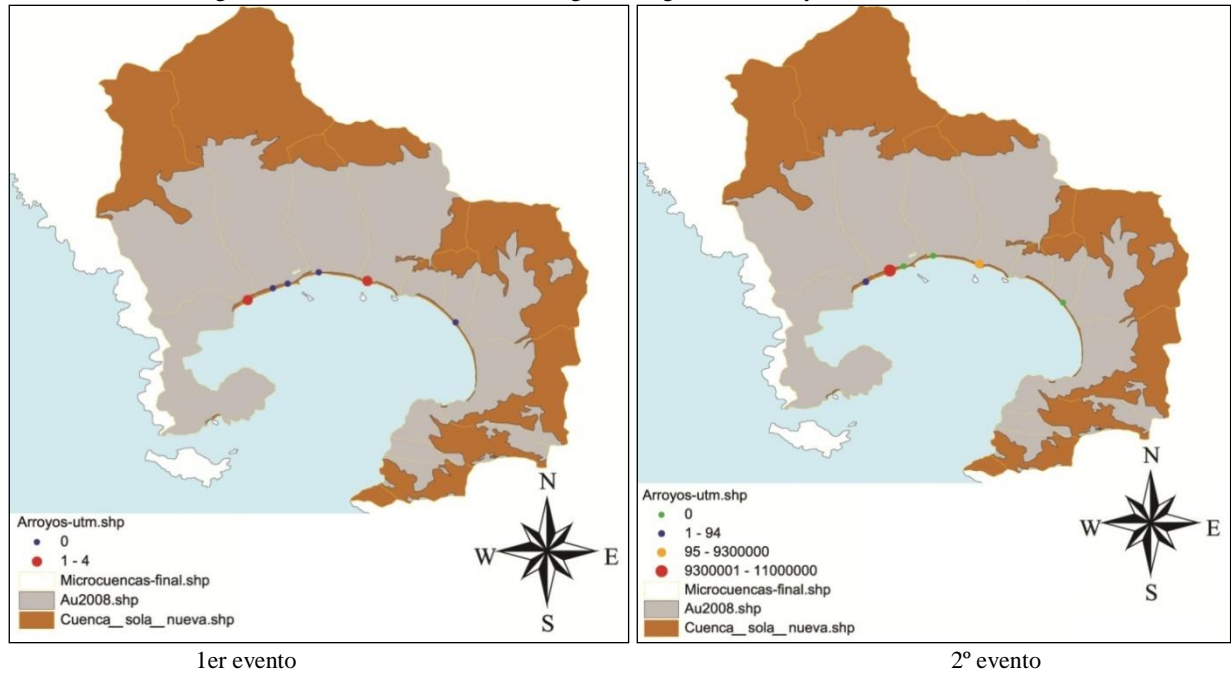 N
W E
S
Arroyos-utm.shp
0
1 - 4
Microcuencas-final.shp
Au2008.shp
Cuenca__sola__nueva.shp
N
W E
S
Arroyos-utm.shp
0
1 - 94
95 - 9300000
9300001 - 11000000
Microcuencas-final.shp
Au2008.shp
Cuenca__sola__nueva.shp
1er evento
2º evento